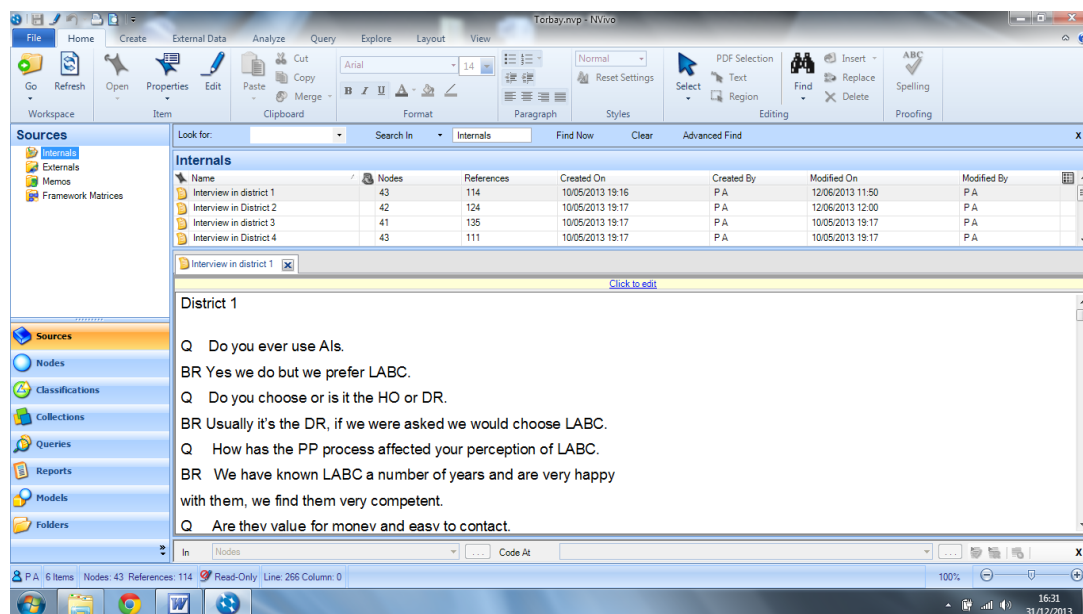 Torbay.nvp - NVivo
File Home Create External Data Analyze Query Explore Layout View
Go Refresh Open Properties Edit Paste Cut Copy Merge Arial 14 B I U Normal Reset Settings Select PDF Selection Text Region Find Insert Replace Delete ABC Spelling
Workspace Item Clipboard Format Paragraph Styles Editing Proofing
Sources
Internals
Externals
Memos
Framework Matrices
Look for: Search In Internals Find Now Clear Advanced Find x
Internals
Name Nodes References Created On Created By Modified On Modified By
Interview in district 1 43 114 10/05/2013 19:16 P A 12/06/2013 11:50 P A
Interview in District 2 42 124 10/05/2013 19:17 P A 12/06/2013 12:00 P A
Interview in district 3 41 135 10/05/2013 19:17 P A 10/05/2013 19:17 P A
Interview in District 4 43 111 10/05/2013 19:17 P A 10/05/2013 19:17 P A
Interview in district 1
Click to edit
District 1
Q Do you ever use AIs.
BR Yes we do but we prefer LABC.
Q Do you choose or is it the HO or DR.
BR Usually it's the DR, if we were asked we would choose LABC.
Q How has the PP process affected your perception of LABC.
BR We have known LABC a number of years and are very happy
with them, we find them very competent.
Q Are they value for money and easy to contact.
Sources
Nodes
Classifications
Collections
Queries
Reports
Models
Folders
In Nodes ... Code At ... x
P A 6 Items Nodes: 43 References: 114 Read-Only Line: 266 Column: 0 100%
16:31
31/12/2013